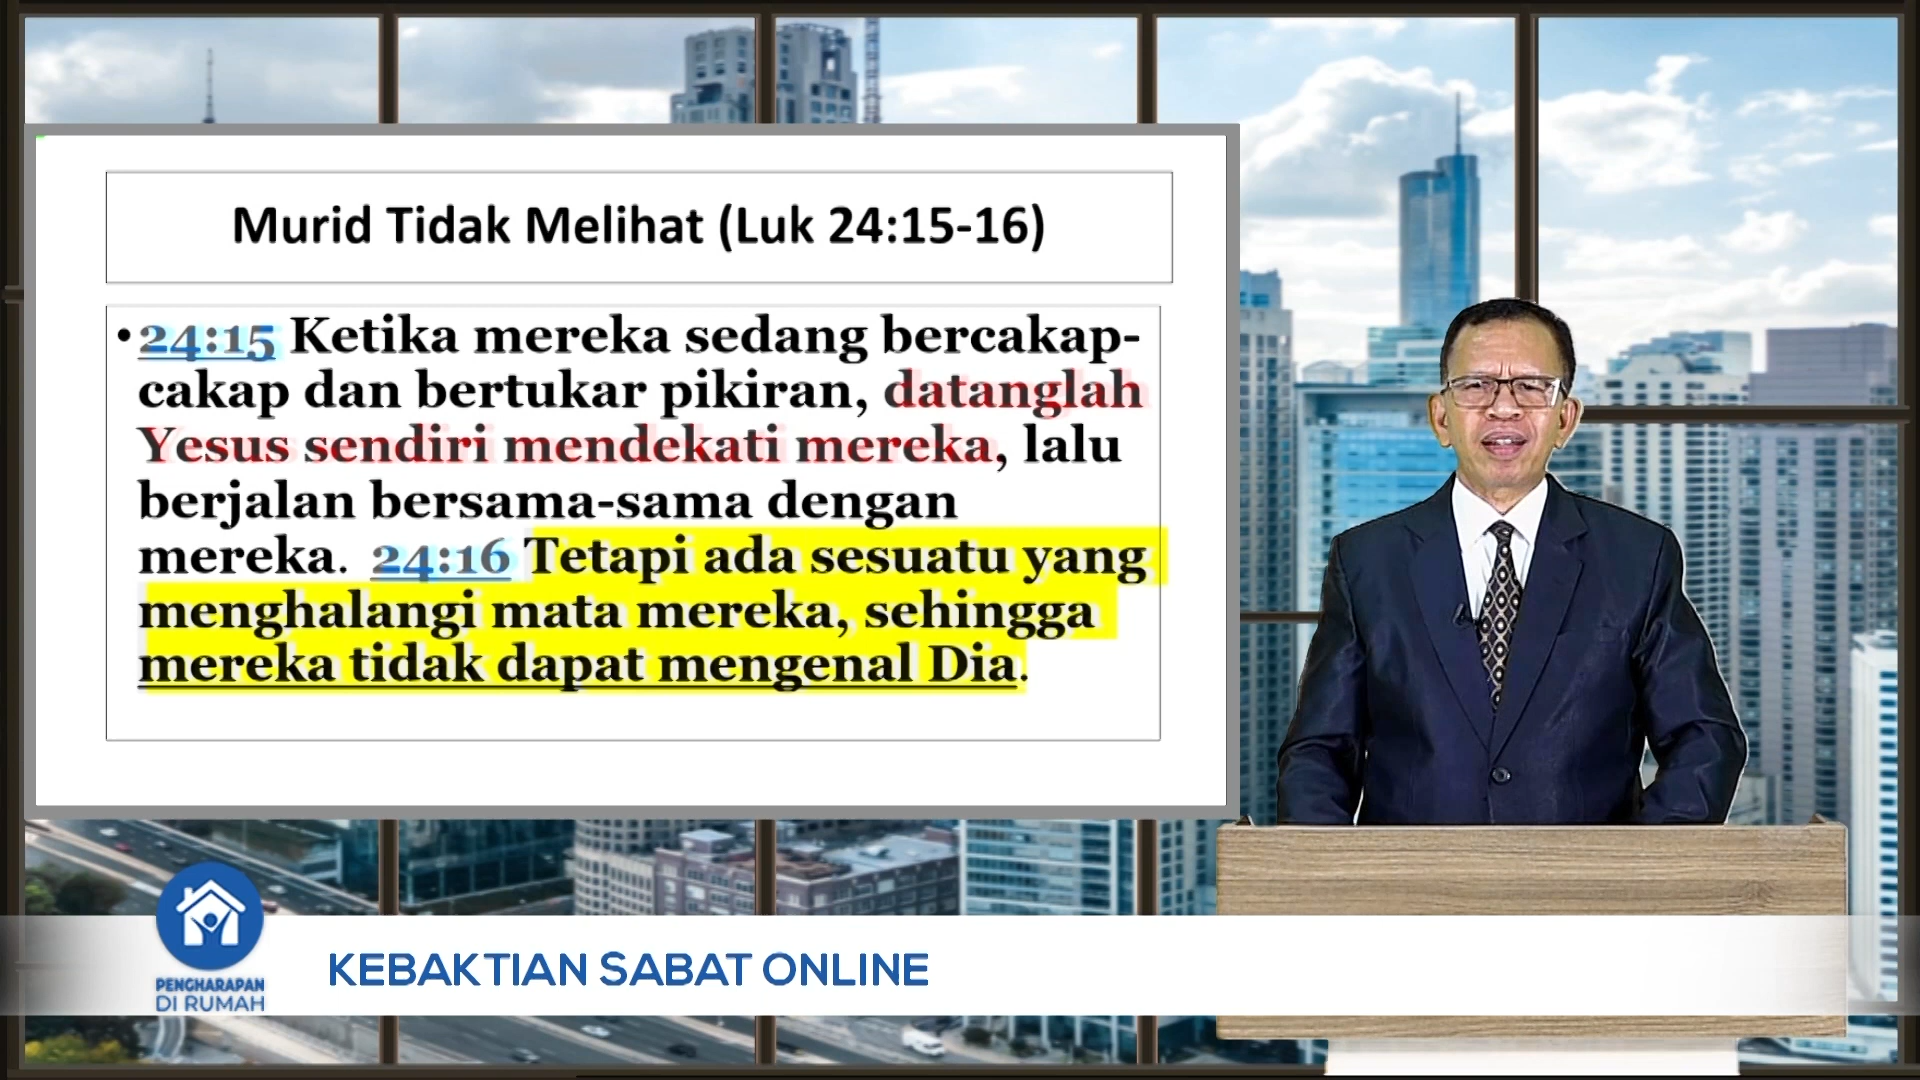 Murid Tidak Melihat (Luk 24:15-16)
• 24:15 Ketika mereka sedang bercakap-
cakap dan bertukar pikiran, datanglah
Yesus sendiri mendekati mereka, lalu
berjalan bersama-sama dengan
mereka. 24:16 Tetapi ada sesuatu yang
menghalangi mata mereka, sehingga
mereka tidak dapat mengenal Dia.
PENGHARAPAN
DI RUMAH
KEBAKTIAN SABAT ONLINE